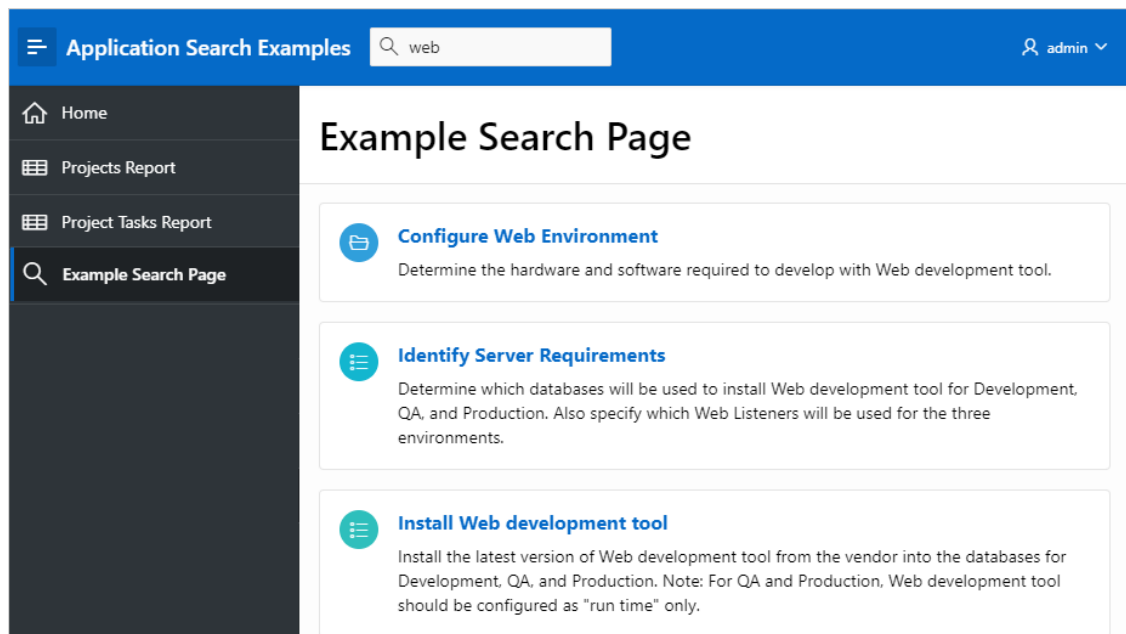 Application Search Examples
web
admin
Home
Projects Report
Project Tasks Report
Example Search Page
Example Search Page
Configure Web Environment
Determine the hardware and software required to develop with Web development tool.
Identify Server Requirements
Determine which databases will be used to install Web development tool for Development,
QA, and Production. Also specify which Web Listeners will be used for the three
environments.
Install Web development tool
Install the latest version of Web development tool from the vendor into the databases for
Development, QA, and Production. Note: For QA and Production, Web development tool
should be configured as "run time" only.